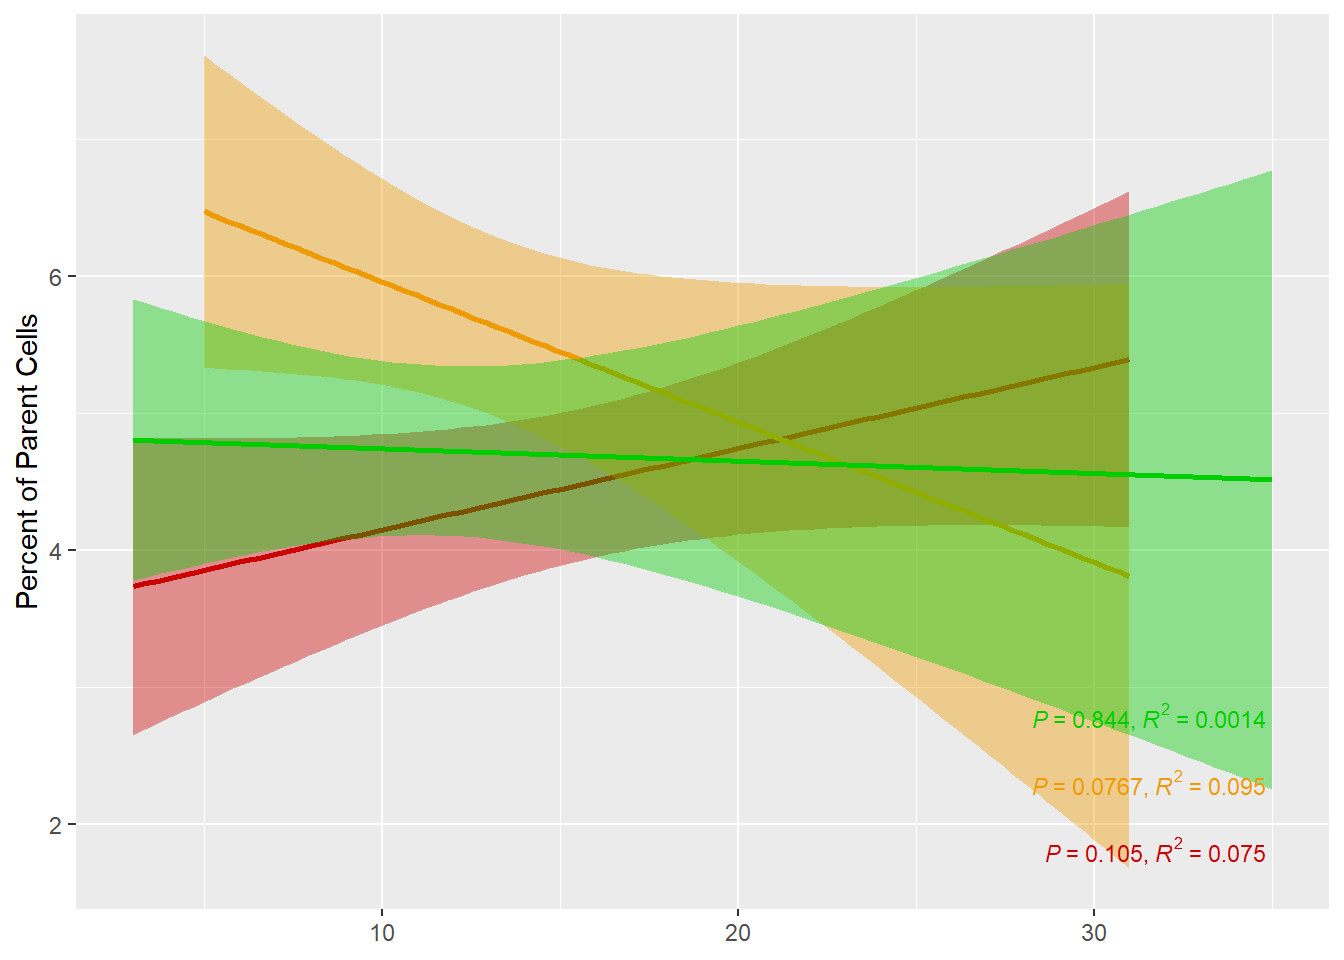 Percent of Parent Cells
6
4
2
P = 0.844, R² = 0.0014
P = 0.0767, R² = 0.095
P = 0.105, R² = 0.075
10 20 30